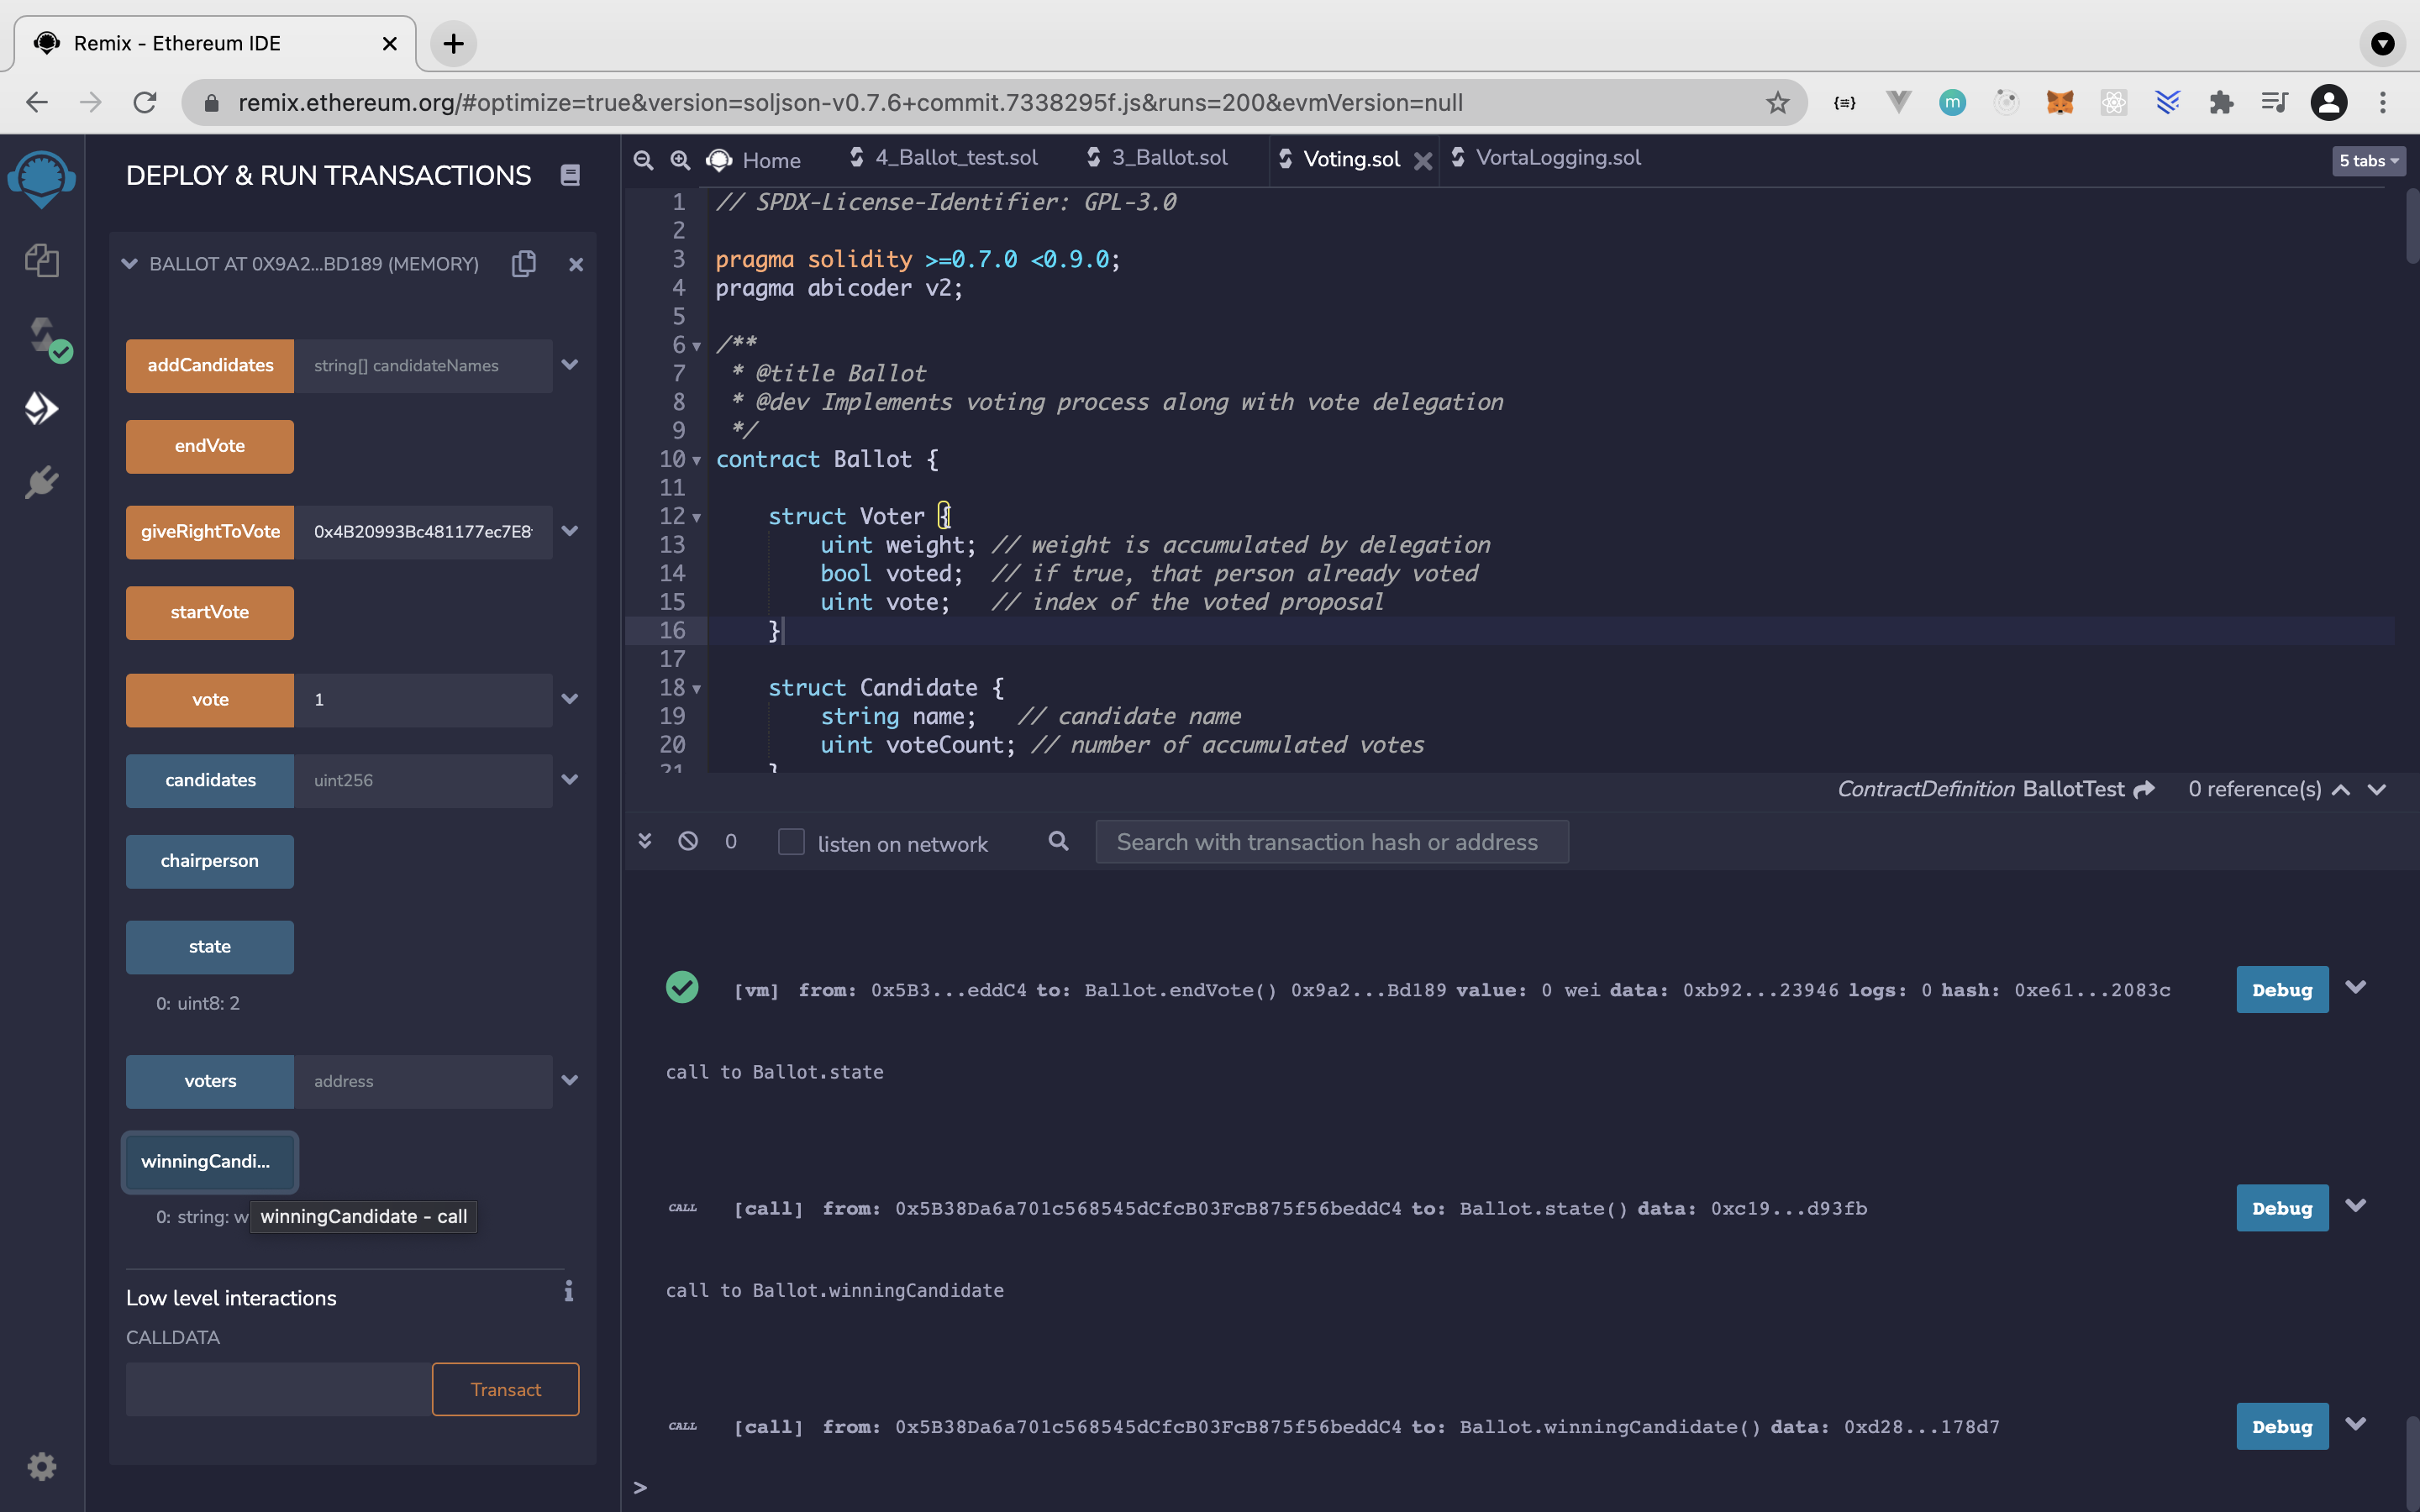 Remix - Ethereum IDE
remix.ethereum.org/#optimize=true&version=soljson-v0.7.6+commit.7338295f.js&runs=200&evmVersion=null
{≡}
m
DEPLOY & RUN TRANSACTIONS
BALLOT AT 0X9A2...BD189 (MEMORY)
addCandidates string[] candidateNames
endVote
giveRightToVote 0x4B20993Bc481177ec7E8
startVote
vote 1
candidates uint256
chairperson
state
0: uint8: 2
voters address
winningCandi...
0: string: w
winningCandidate - call
Low level interactions
i
CALLDATA
Transact
Home 4_Ballot_test.sol 3_Ballot.sol Voting.sol VortaLogging.sol 5 tabs
1 // SPDX-License-Identifier: GPL-3.0
2
3 pragma solidity >=0.7.0 <0.9.0;
4 pragma abicoder v2;
5
6 /**
7 * @title Ballot
8 * @dev Implements voting process along with vote delegation
9 */
10 contract Ballot {
11
12 struct Voter {
13 uint weight; // weight is accumulated by delegation
14 bool voted; // if true, that person already voted
15 uint vote; // index of the voted proposal
16 }
17
18 struct Candidate {
19 string name; // candidate name
20 uint voteCount; // number of accumulated votes
21 }
ContractDefinition BallotTest 0 reference(s)
0 listen on network Search with transaction hash or address
[vm] from: 0x5B3...eddC4 to: Ballot.endVote() 0x9a2...Bd189 value: 0 wei data: 0xb92...23946 logs: 0 hash: 0xe61...2083c Debug
call to Ballot.state
CALL [call] from: 0x5B38Da6a701c568545dCfcB03FcB875f56beddC4 to: Ballot.state() data: 0xc19...d93fb Debug
call to Ballot.winningCandidate
CALL [call] from: 0x5B38Da6a701c568545dCfcB03FcB875f56beddC4 to: Ballot.winningCandidate() data: 0xd28...178d7 Debug
>